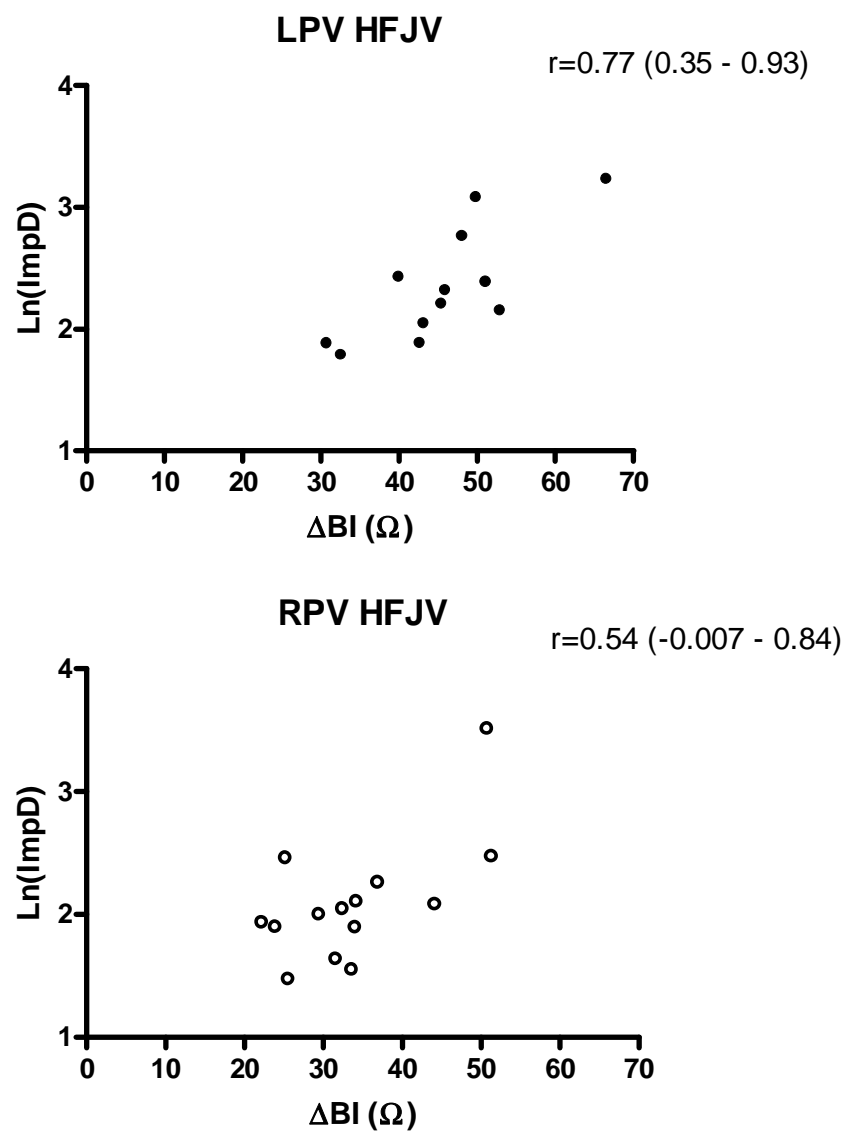 LPV HFJV
r=0.77 (0.35 - 0.93)
4
3
2
1
Ln(ImpD)
0 10 20 30 40 50 60 70
ΔBI (Ω)
RPV HFJV
r=0.54 (-0.007 - 0.84)
4
3
2
1
Ln(ImpD)
0 10 20 30 40 50 60 70
ΔBI (Ω)